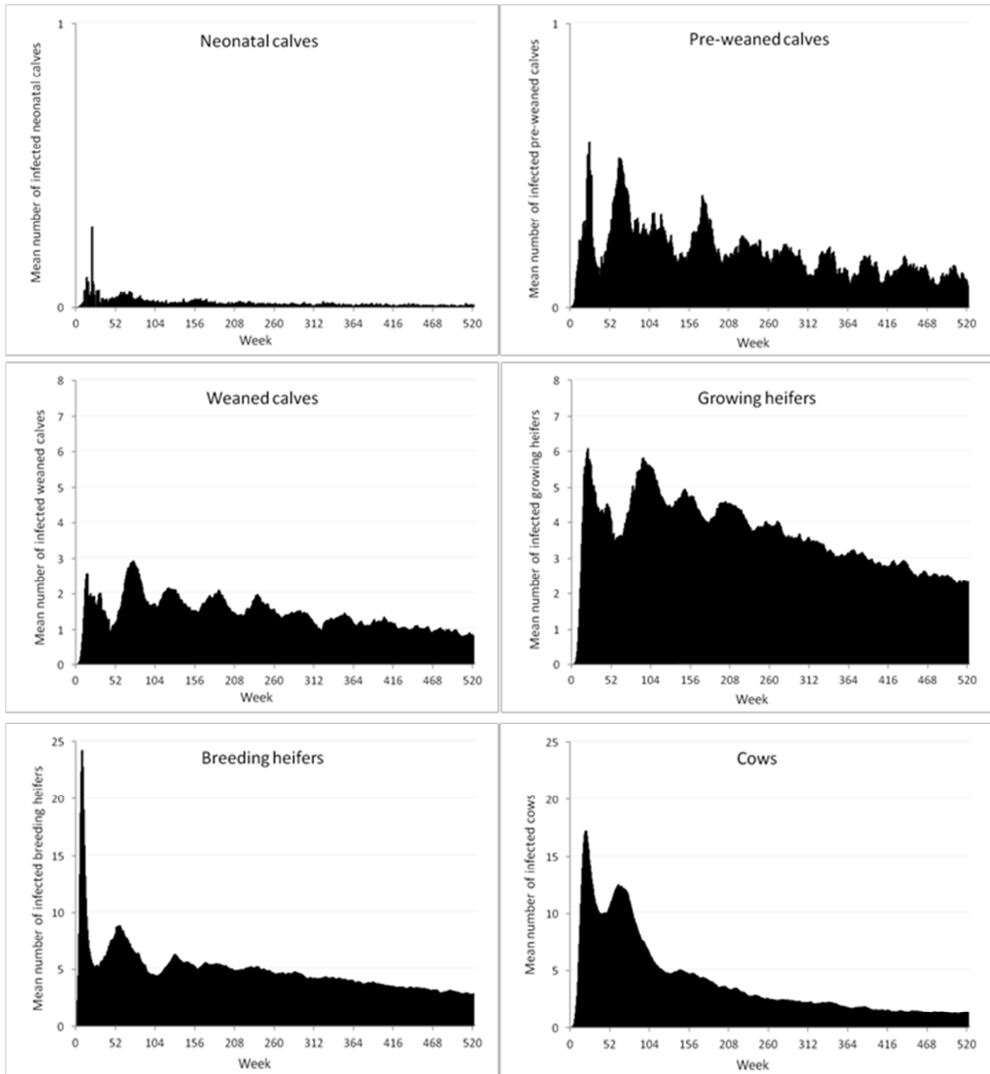 Neonatal calves
Mean number of infected neonatal calves
1
0
0 52 104 156 208 260 312 364 416 468 520
Week
Pre-weaned calves
Mean number of infected pre-weaned calves
1
0
0 52 104 156 208 260 312 364 416 468 520
Week
Weaned calves
Mean number of infected weaned calves
8
7
6
5
4
3
2
1
0
0 52 104 156 208 260 312 364 416 468 520
Week
Growing heifers
Mean number of infected growing heifers
8
7
6
5
4
3
2
1
0
0 52 104 156 208 260 312 364 416 468 520
Week
Breeding heifers
Mean number of infected breeding heifers
25
20
15
10
5
0
0 52 104 156 208 260 312 364 416 468 520
Week
Cows
Mean number of infected cows
25
20
15
10
5
0
0 52 104 156 208 260 312 364 416 468 520
Week